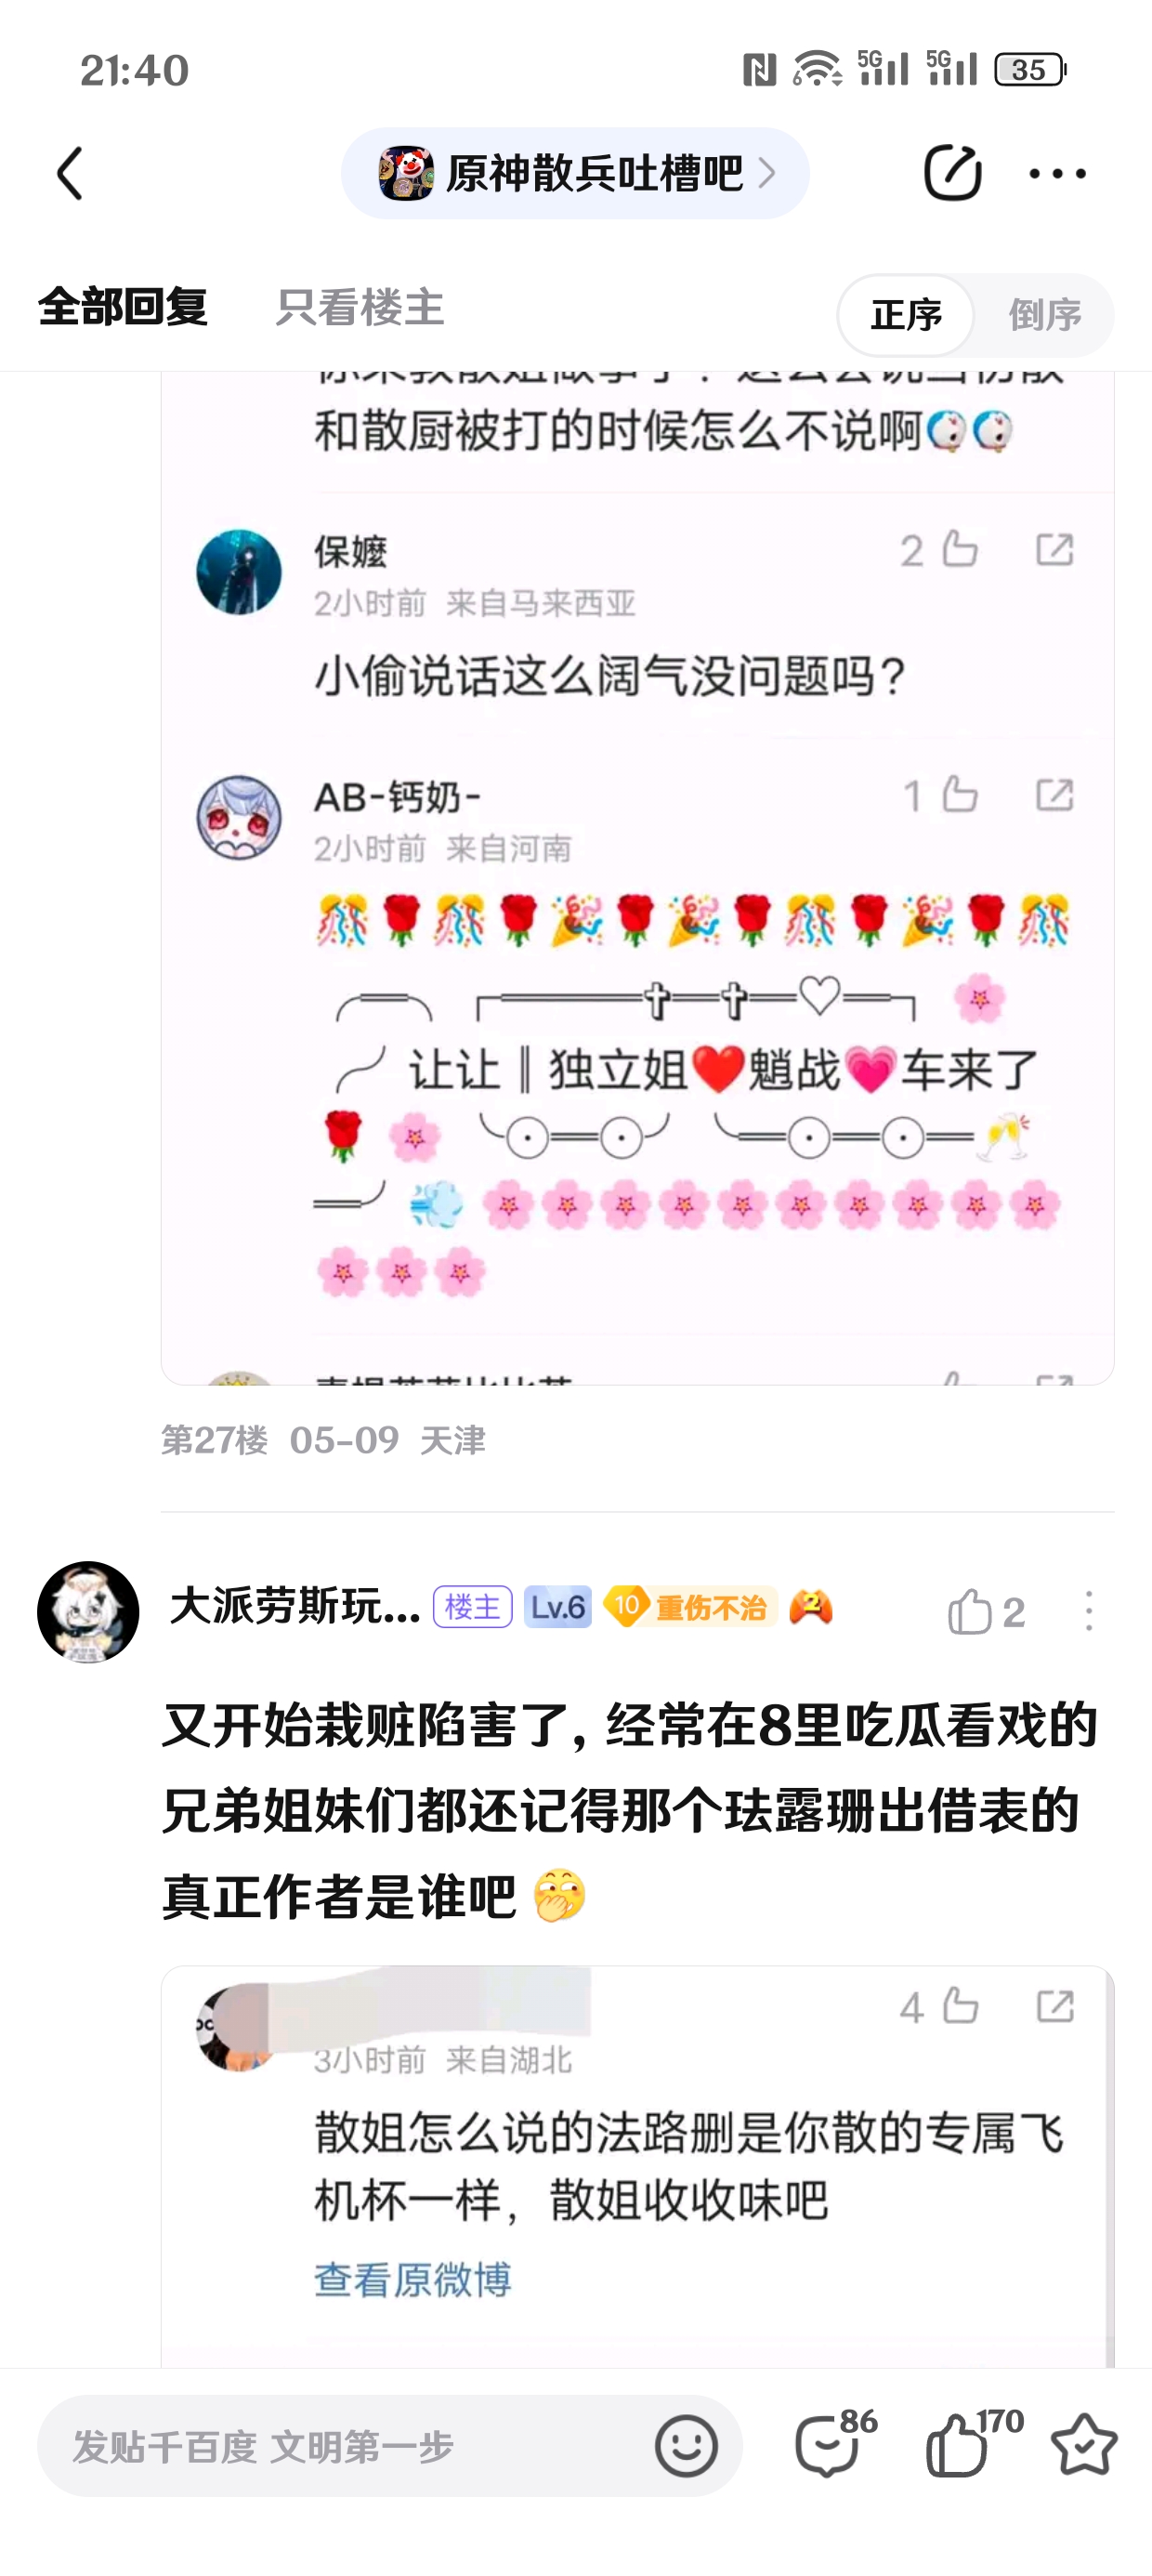 21:40
5G 5G 35
原神散兵吐槽吧
全部回复 只看楼主 正序 倒序
和散厨被打的时候怎么不说啊
保嬷 2
2小时前 来自马来西亚
小偷说话这么阔气没问题吗?
AB-钙奶- 1
2小时前 来自河南
🎊🌹🎊🌹🎉🌹🎉🌹🎊🌹🎉🌹🎊
╭═╮ ┌═════✞══✞══♡══┐ 🌸
╭╯让让‖独立姐❤️魈战💗车来了
🌹 🌸 ╰⊙═⊙╯ ╰═⊙═⊙═🥂
═╯ 💨 🌸🌸🌸🌸🌸🌸🌸🌸🌸🌸
🌸🌸🌸
第27楼 05-09 天津
大派劳斯玩... 楼主 Lv.6 10 重伤不治 2 2
又开始栽赃陷害了, 经常在8里吃瓜看戏的
兄弟姐妹们都还记得那个珐露珊出借表的
真正作者是谁吧 🤭
4
3小时前 来自湖北
散姐怎么说的法路删是你散的专属飞
机杯一样, 散姐收收味吧
查看原微博
发贴千百度 文明第一步 86 170